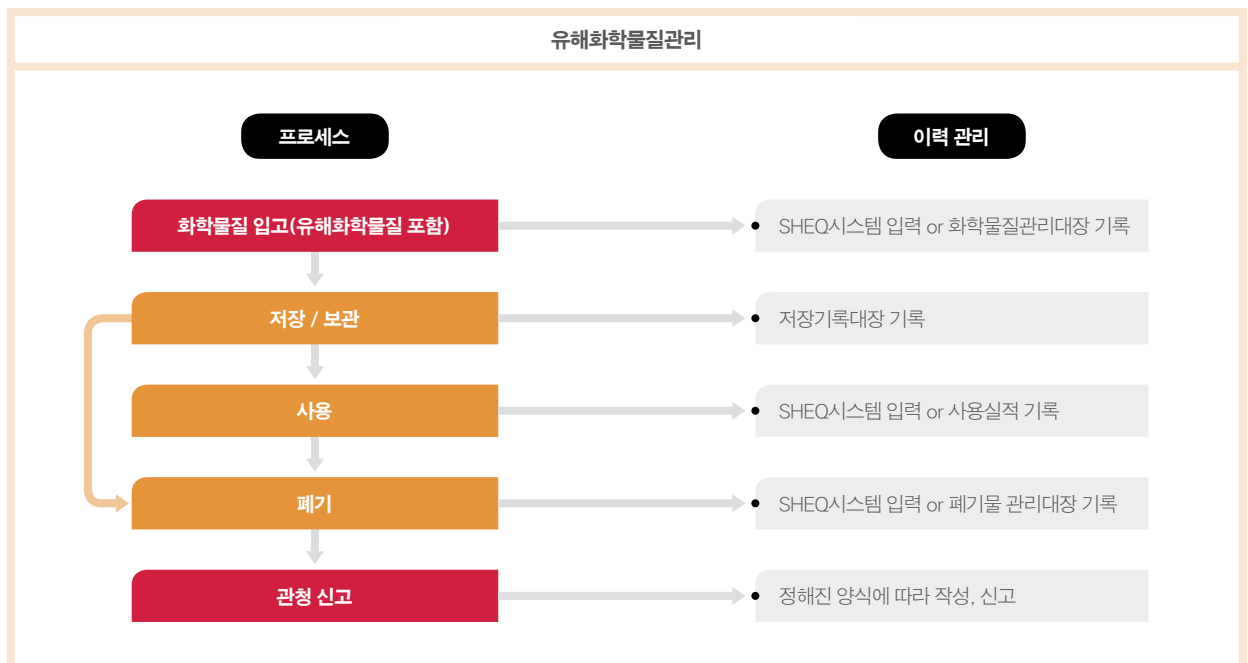 유해화학물질관리
프로세스
이력 관리
화학물질 입고(유해화학물질 포함)
SHEQ시스템 입력 or 화학물질관리대장 기록
저장 / 보관
저장기록대장 기록
사용
SHEQ시스템 입력 or 사용실적 기록
폐기
SHEQ시스템 입력 or 폐기물 관리대장 기록
관청 신고
정해진 양식에 따라 작성, 신고